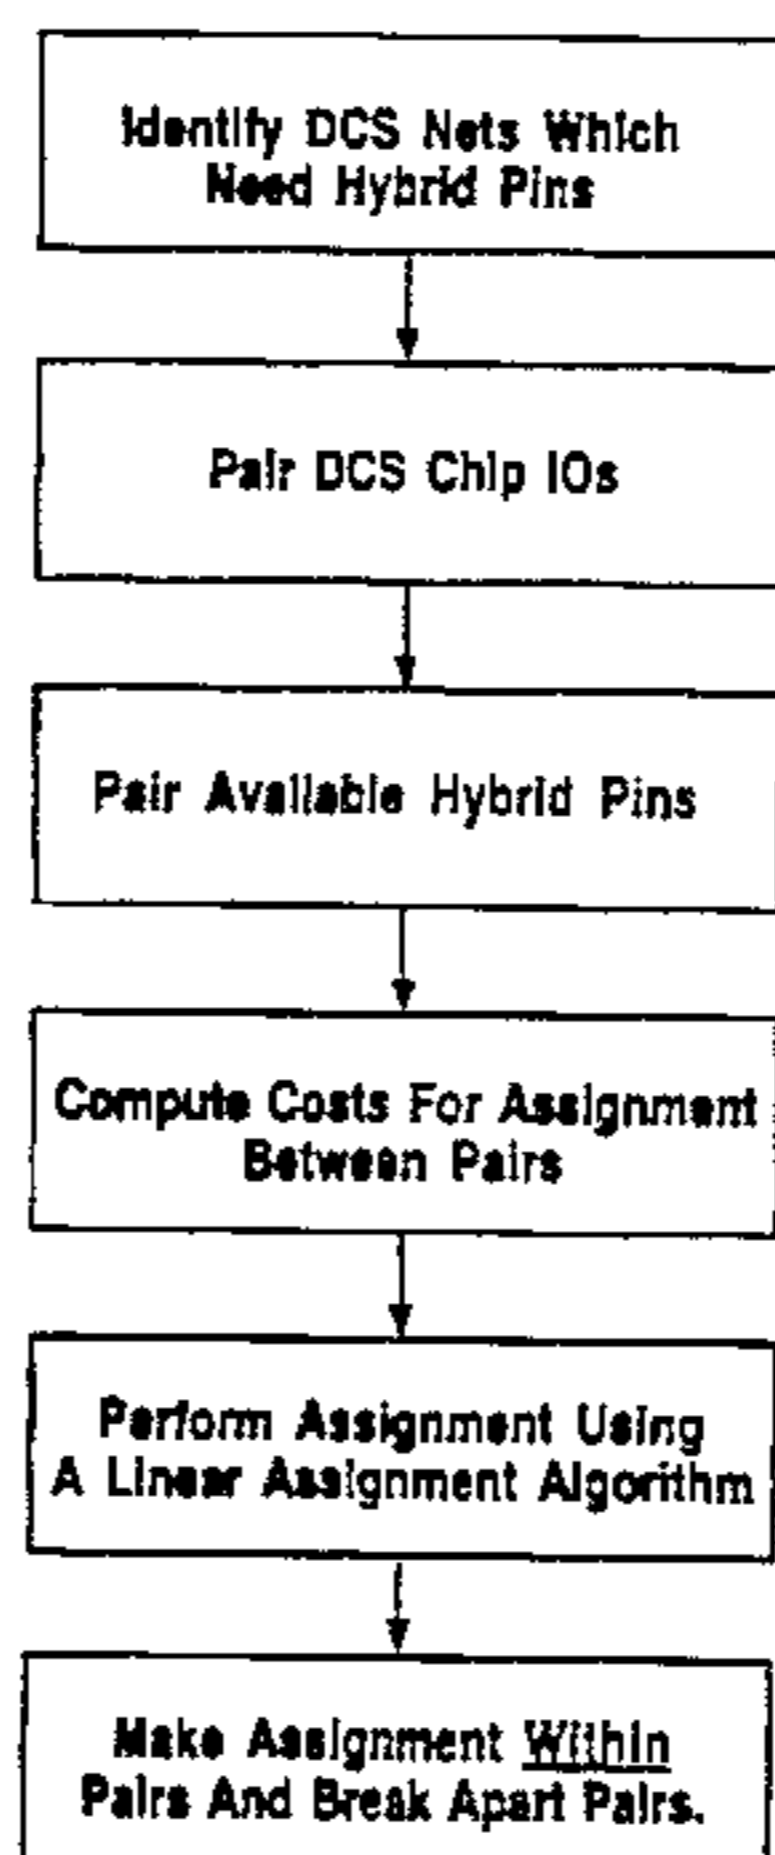 Identify DCS Nets Which
Need Hybrid Pins
Pair DCS Chip IOs
Pair Available Hybrid Pins
Compute Costs For Assignment
Between Pairs
Perform Assignment Using
A Linear Assignment Algorithm
Make Assignment Within
Pairs And Break Apart Pairs.